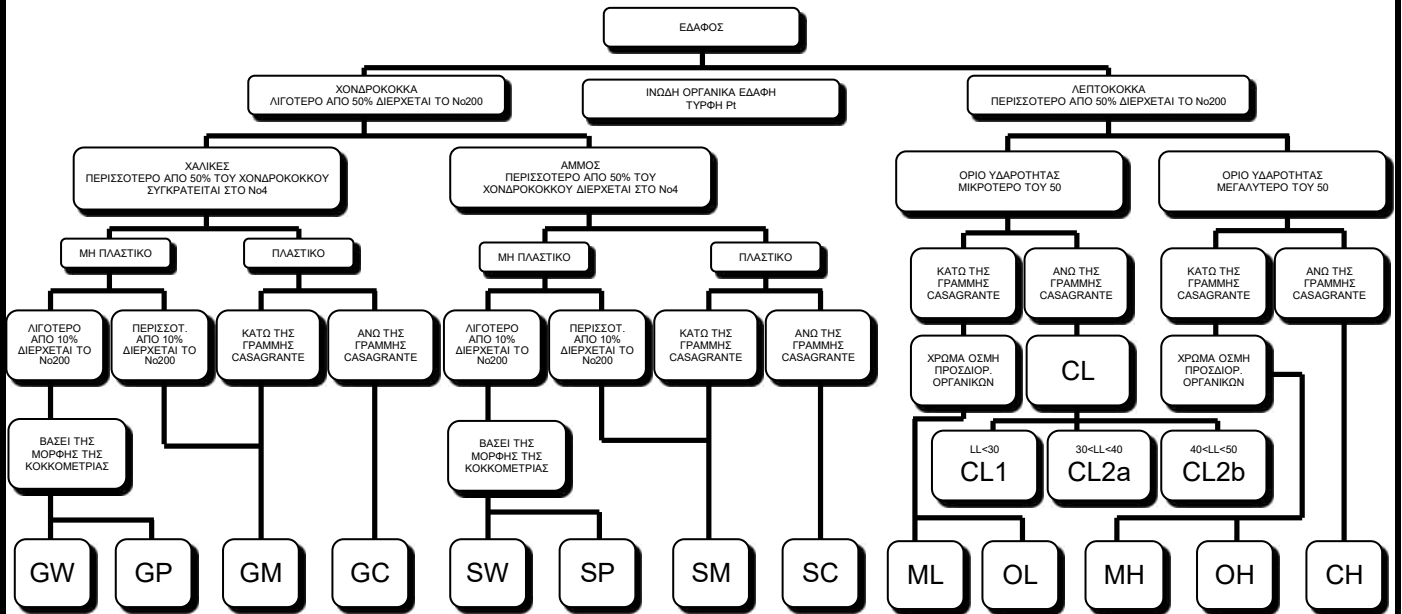 ΕΔΑΦΟΣ
ΧΟΝΔΡΟΚΟΚΚΑ
ΛΙΓΟΤΕΡΟ ΑΠΟ 50% ΔΙΕΡΧΕΤΑΙ ΤΟ Νο200
ΙΝΩΔΗ ΟΡΓΑΝΙΚΑ ΕΔΑΦΗ
ΤΥΡΦΗ Pt
ΛΕΠΤΟΚΟΚΚΑ
ΠΕΡΙΣΣΟΤΕΡΟ ΑΠΟ 50% ΔΙΕΡΧΕΤΑΙ ΤΟ Νο200
ΧΑΛΙΚΕΣ
ΠΕΡΙΣΣΟΤΕΡΟ ΑΠΟ 50% ΤΟΥ ΧΟΝΔΡΟΚΟΚΚΟΥ
ΣΥΓΚΡΑΤΕΙΤΑΙ ΣΤΟ Νο4
ΑΜΜΟΣ
ΠΕΡΙΣΣΟΤΕΡΟ ΑΠΟ 50% ΤΟΥ
ΧΟΝΔΡΟΚΟΚΚΟΥ ΔΙΕΡΧΕΤΑΙ ΣΤΟ Νο4
ΟΡΙΟ ΥΔΑΡΟΤΗΤΑΣ
ΜΙΚΡΟΤΕΡΟ ΤΟΥ 50
ΟΡΙΟ ΥΔΑΡΟΤΗΤΑΣ
ΜΕΓΑΛΥΤΕΡΟ ΤΟΥ 50
ΜΗ ΠΛΑΣΤΙΚΟ
ΠΛΑΣΤΙΚΟ
ΜΗ ΠΛΑΣΤΙΚΟ
ΠΛΑΣΤΙΚΟ
ΚΑΤΩ ΤΗΣ
ΓΡΑΜΜΗΣ
CASAGRANTE
ΑΝΩ ΤΗΣ
ΓΡΑΜΜΗΣ
CASAGRANTE
ΚΑΤΩ ΤΗΣ
ΓΡΑΜΜΗΣ
CASAGRANTE
ΑΝΩ ΤΗΣ
ΓΡΑΜΜΗΣ
CASAGRANTE
ΛΙΓΟΤΕΡΟ
ΑΠΟ 10%
ΔΙΕΡΧΕΤΑΙ ΤΟ
Νο200
ΠΕΡΙΣΣΟΤ.
ΑΠΟ 10%
ΔΙΕΡΧΕΤΑΙ ΤΟ
Νο200
ΚΑΤΩ ΤΗΣ
ΓΡΑΜΜΗΣ
CASAGRANTE
ΑΝΩ ΤΗΣ
ΓΡΑΜΜΗΣ
CASAGRANTE
ΛΙΓΟΤΕΡΟ
ΑΠΟ 10%
ΔΙΕΡΧΕΤΑΙ ΤΟ
Νο200
ΠΕΡΙΣΣΟΤ.
ΑΠΟ 10%
ΔΙΕΡΧΕΤΑΙ ΤΟ
Νο200
ΚΑΤΩ ΤΗΣ
ΓΡΑΜΜΗΣ
CASAGRANTE
ΑΝΩ ΤΗΣ
ΓΡΑΜΜΗΣ
CASAGRANTE
ΧΡΩΜΑ ΟΣΜΗ
ΠΡΟΣΔΙΟΡ.
ΟΡΓΑΝΙΚΩΝ
CL
ΧΡΩΜΑ ΟΣΜΗ
ΠΡΟΣΔΙΟΡ.
ΟΡΓΑΝΙΚΩΝ
ΒΑΣΕΙ ΤΗΣ
ΜΟΡΦΗΣ ΤΗΣ
ΚΟΚΚΟΜΕΤΡΙΑΣ
ΒΑΣΕΙ ΤΗΣ
ΜΟΡΦΗΣ ΤΗΣ
ΚΟΚΚΟΜΕΤΡΙΑΣ
LL<30
CL1
30<LL<40
CL2a
40<LL<50
CL2b
GW
GP
GM
GC
SW
SP
SM
SC
ML
OL
MH
OH
CH